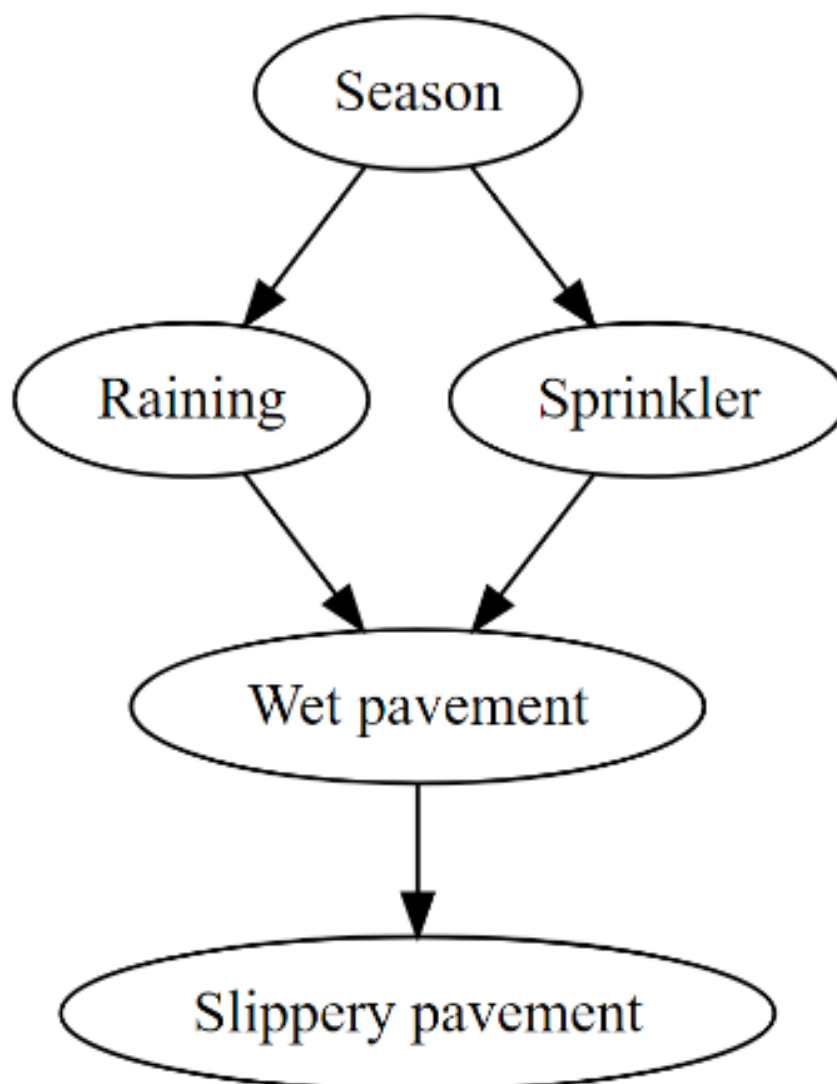 Season
Raining
Sprinkler
Wet pavement
Slippery pavement